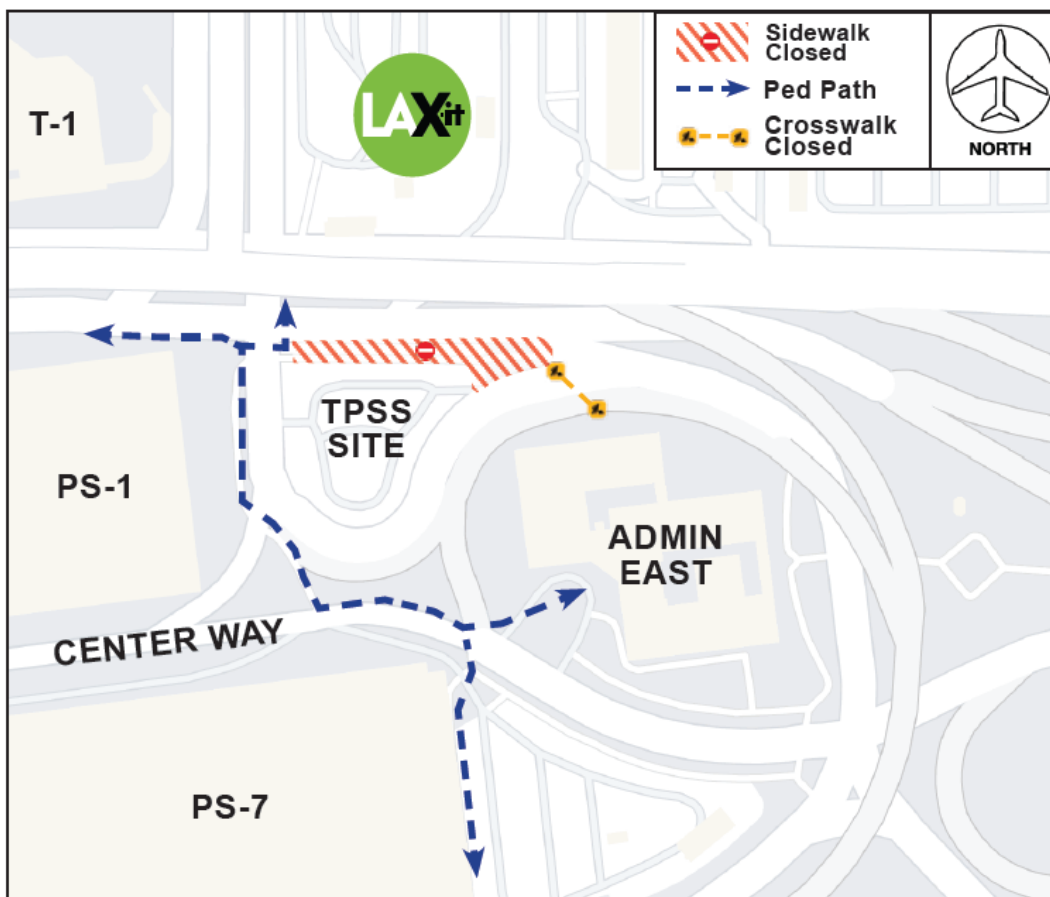 Sidewalk
Closed
Ped Path
Crosswalk
Closed
NORTH
T-1
LAX·it
TPSS
SITE
PS-1
ADMIN
EAST
CENTER WAY
PS-7